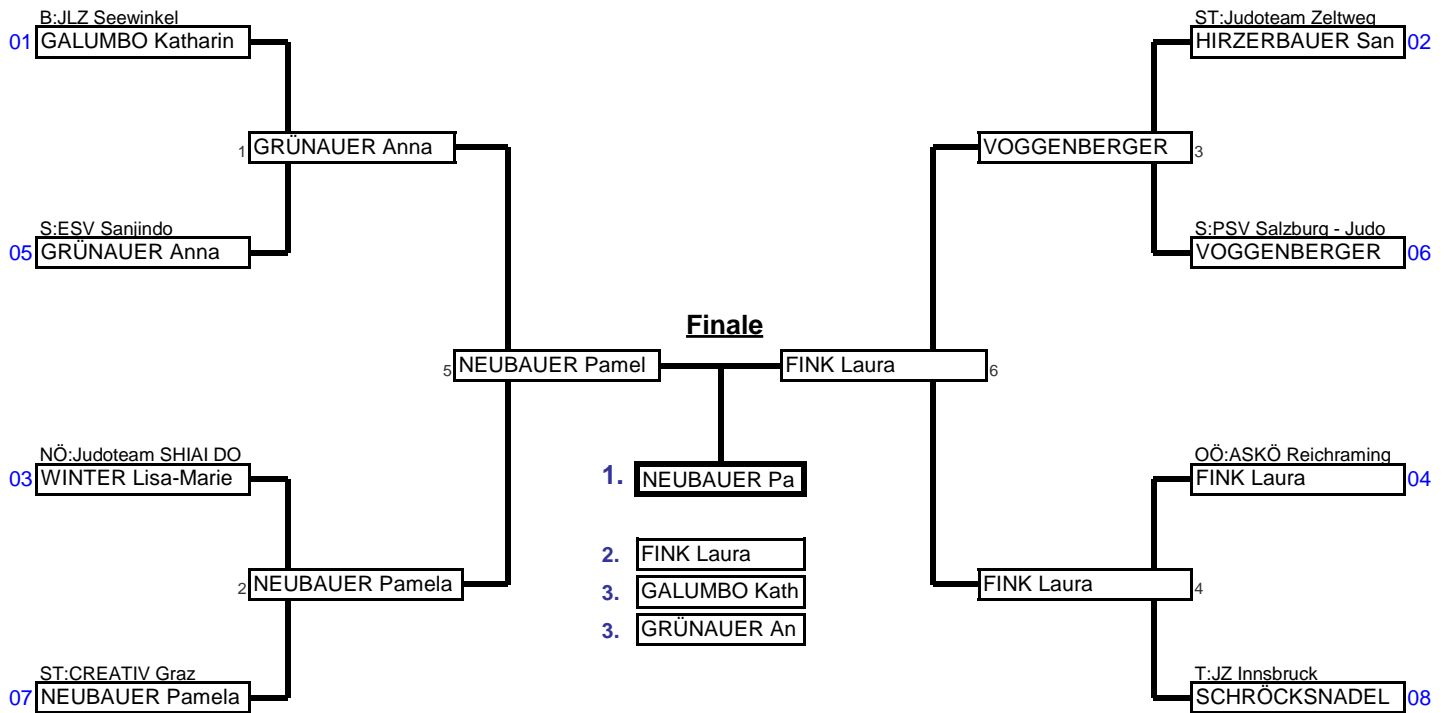 B:JLZ Seewinkel
01 GALUMBO Katharin
1 GRÜNAUER Anna
S:ESV Sanjindo
05 GRÜNAUER Anna
5 NEUBAUER Pamel
NÖ:Judoteam SHIAI DO
03 WINTER Lisa-Marie
2 NEUBAUER Pamela
ST:CREATIV Graz
07 NEUBAUER Pamela
Finale
1. NEUBAUER Pa
2. FINK Laura
3. GALUMBO Kath
3. GRÜNAUER An
ST:Judoteam Zeltweg
HIRZERBAUER San 02
VOGGENBERGER 3
S:PSV Salzburg - Judo
VOGGENBERGER 06
FINK Laura 6
OÖ:ASKÖ Reichraming
FINK Laura 04
FINK Laura 4
T:JZ Innsbruck
SCHRÖCKSNADEL 08